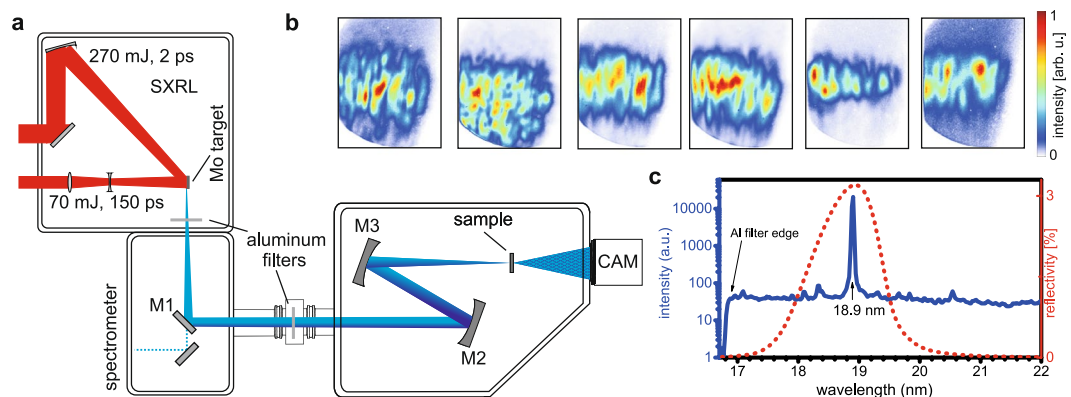 a
270 mJ, 2 ps
SXRL
Mo target
70 mJ, 150 ps
aluminum
filters
spectrometer
M1
M3
M2
sample
CAM
b
1
0
intensity [arb. u.]
c
10000
1000
100
10
1
intensity (a.u.)
Al filter edge
18.9 nm
3
0
reflectivity [%]
17 18 19 20 21 22
wavelength (nm)